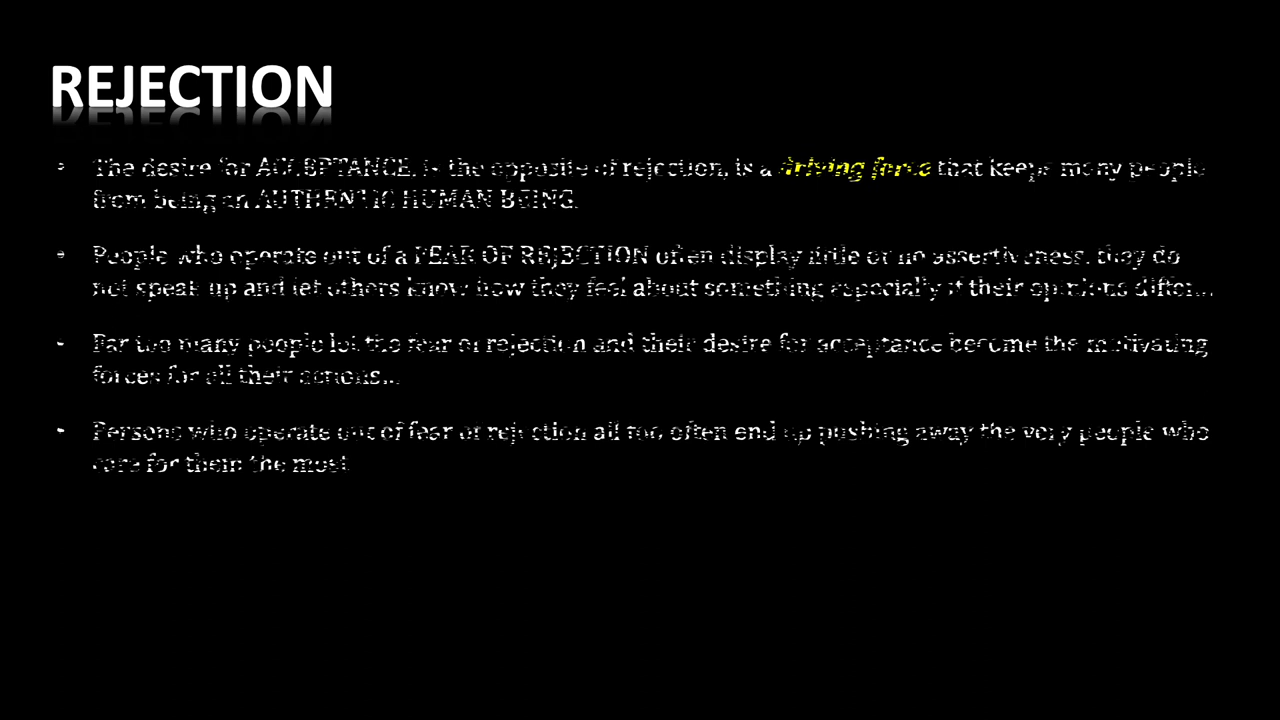 REJECTION
• The desire for ACCEPTANCE, is the opposite of rejection, is a driving force that keeps many people
from being an AUTHENTIC HUMAN BEING.
• People who operate out of a FEAR OF REJECTION often display little or no assertiveness, they do
not speak up and let others know how they feel about something especially if their opinions differ...
• Far too many people let the fear of rejection and their desire for acceptance become the motivating
forces for all their actions...
• Persons who operate out of fear of rejection all too often end up pushing away the very people who
care for them the most